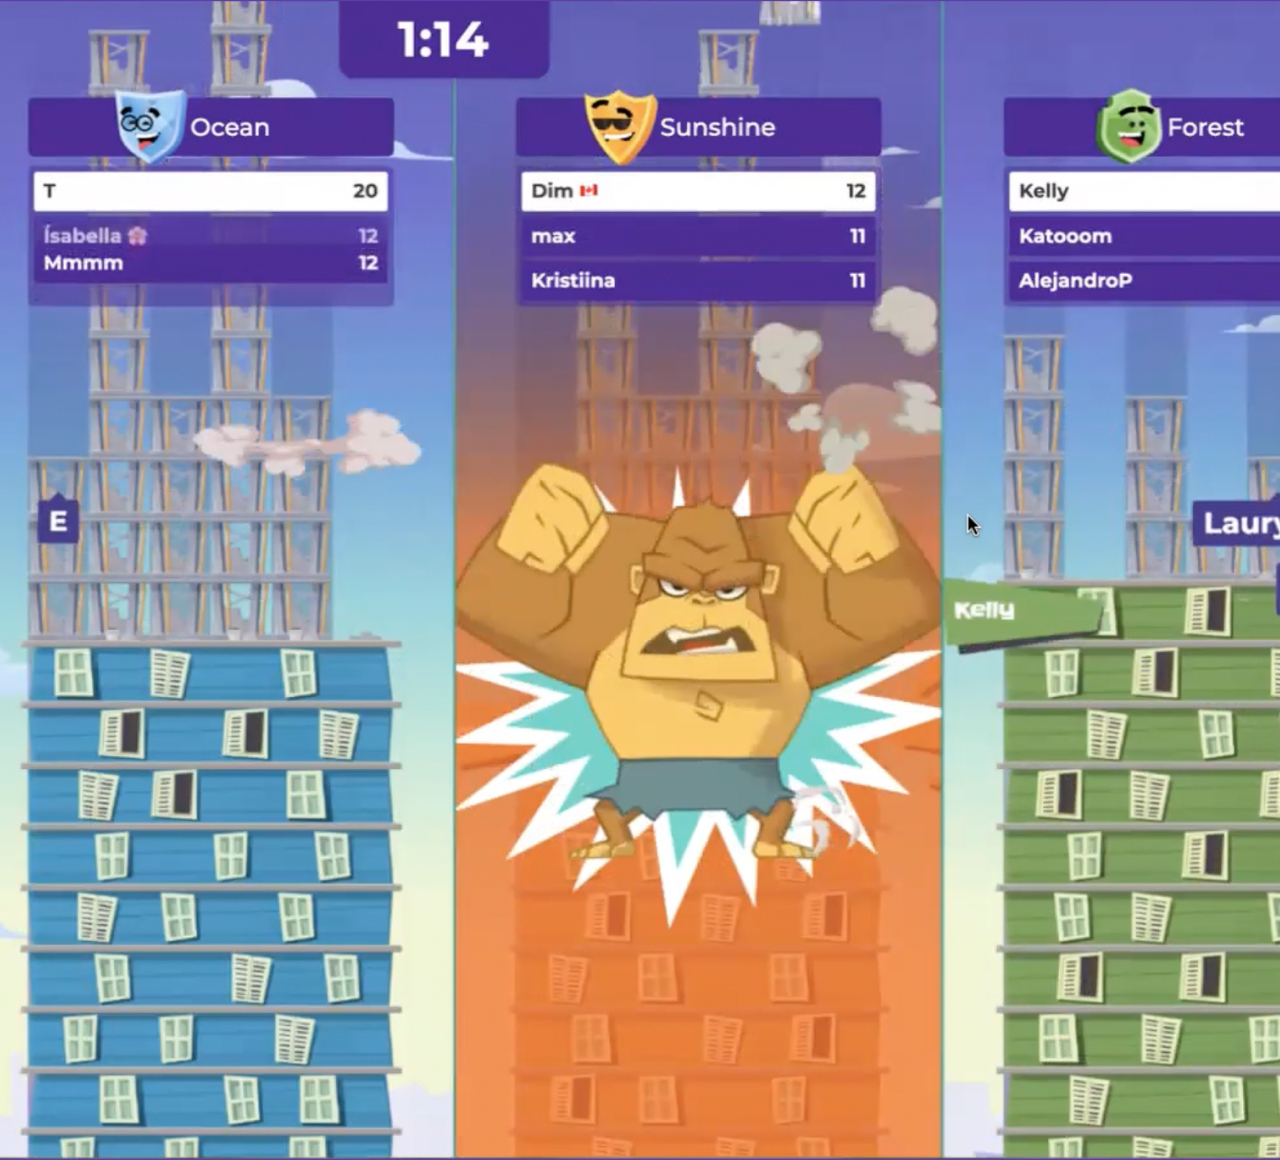 1:14
Ocean
T 20
Ísabella 🌸 12
Mmmm 12
E
Sunshine
Dim 🇨🇦 12
max 11
Kristiina 11
Forest
Kelly
Katooom
AlejandroP
Laury
Kelly